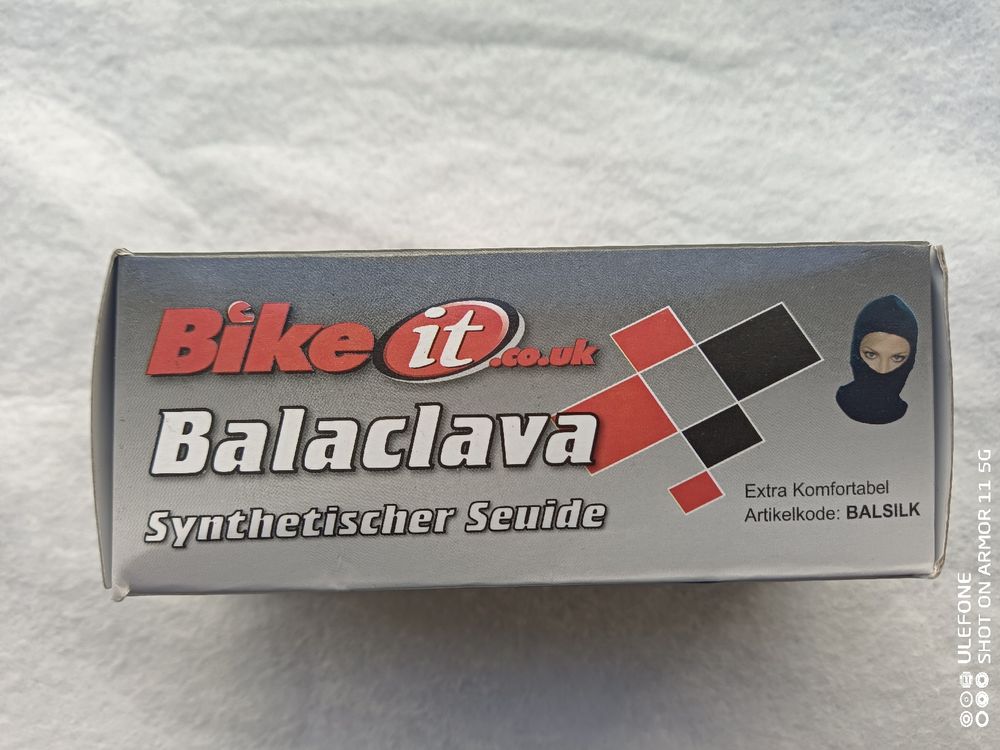 Bike it .co.uk
Balaclava
Synthetischer Seuide
Extra Komfortabel
Artikelkode: BALSILK
ULEFONE
SHOT ON ARMOR 11 5G